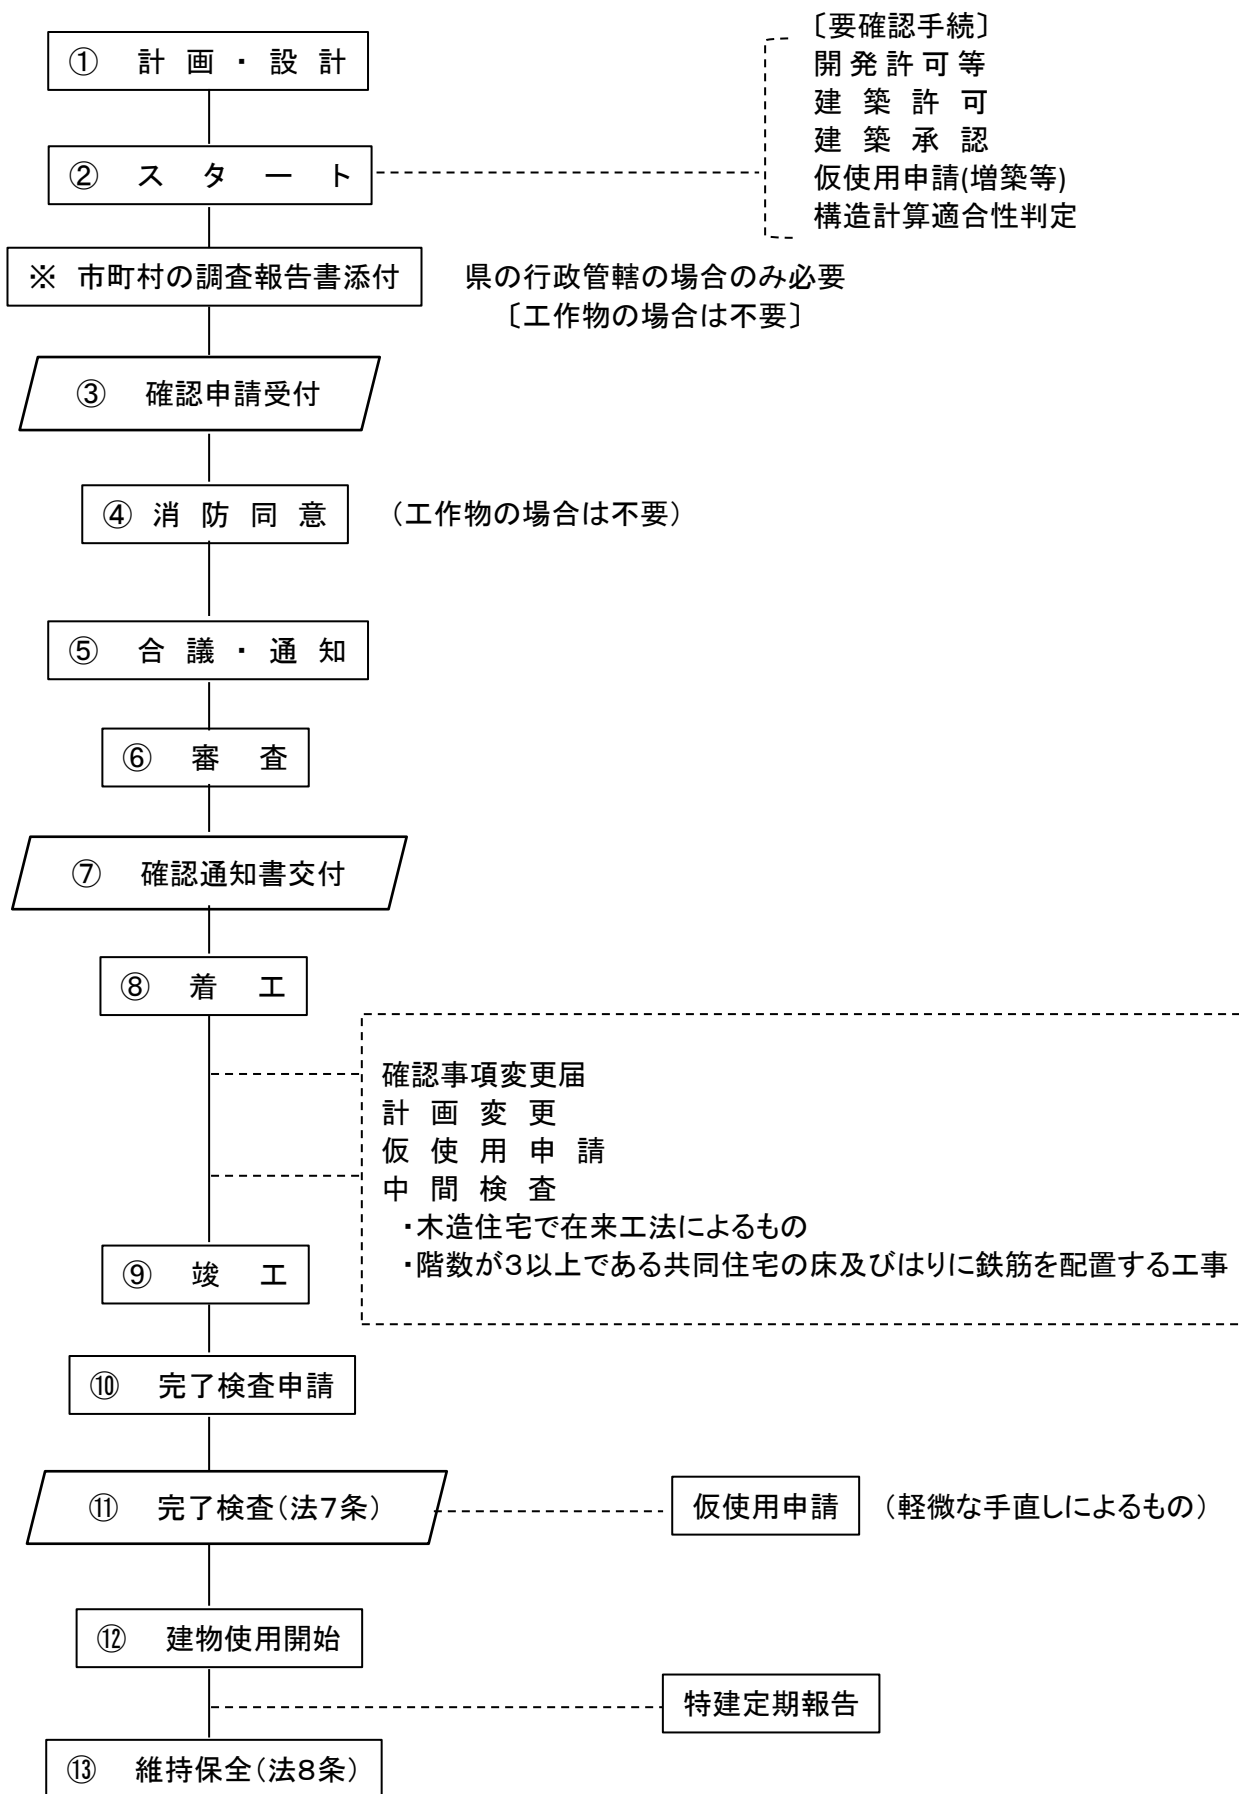 ① 計画・設計
〔要確認手続〕
開発許可等
建築許可
建築承認
仮使用申請(増築等)
構造計算適合性判定
② スタート
※ 市町村の調査報告書添付
県の行政管轄の場合のみ必要
〔工作物の場合は不要〕
③ 確認申請受付
④ 消防同意
（工作物の場合は不要）
⑤ 合議・通知
⑥ 審査
⑦ 確認通知書交付
⑧ 着工
確認事項変更届
計画変更
仮使用申請
中間検査
・木造住宅で在来工法によるもの
・階数が３以上である共同住宅の床及びはりに鉄筋を配置する工事
⑨ 竣工
⑩ 完了検査申請
⑪ 完了検査（法７条）
仮使用申請
（軽微な手直しによるもの）
⑫ 建物使用開始
特建定期報告
⑬ 維持保全（法８条）